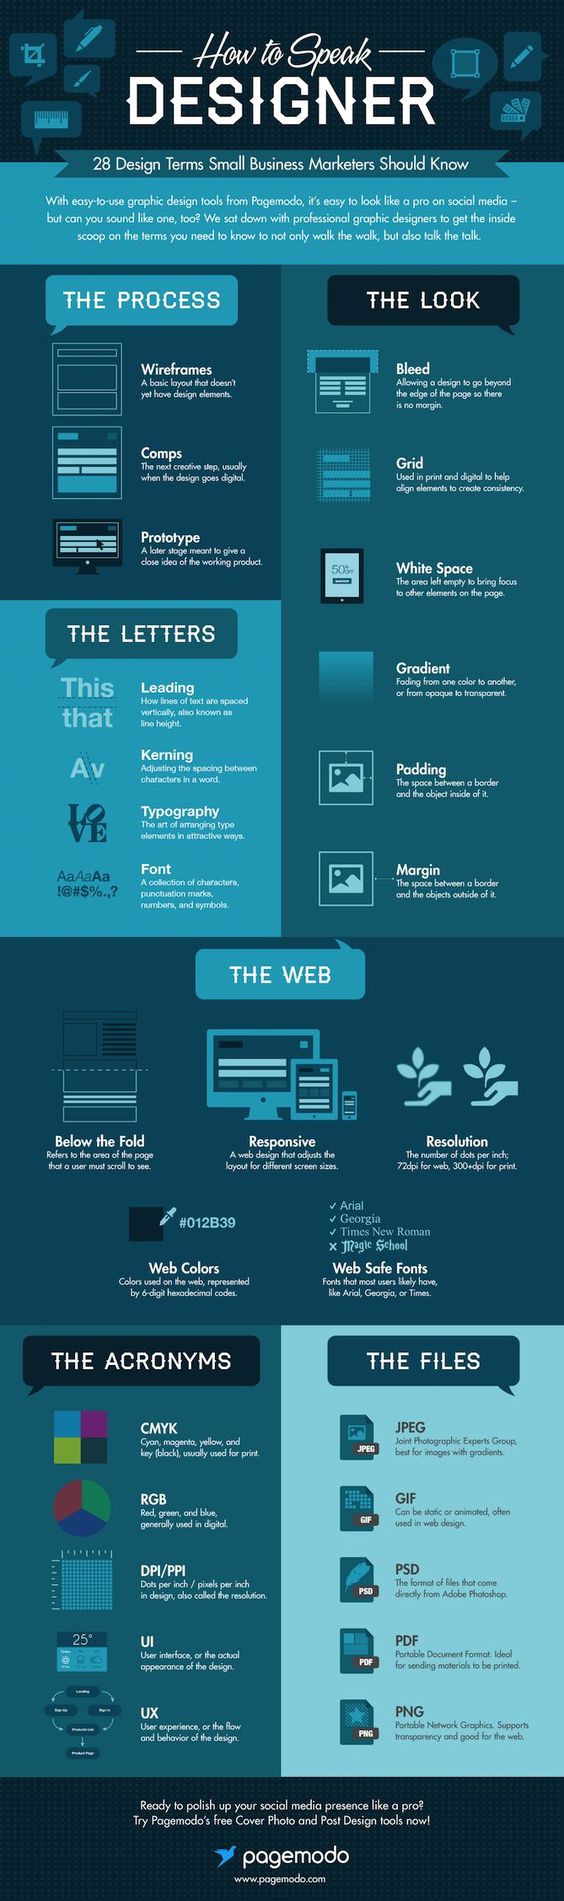 How to Speak
DESIGNER
28 Design Terms Small Business Marketers Should Know
With easy-to-use graphic design tools from Pagemodo, it's easy to look like a pro on social media –
but can you sound like one, too? We sat down with professional graphic designers to get the inside
scoop on the terms you need to know to not only walk the walk, but also talk the talk.
THE PROCESS
Wireframes
A basic layout that doesn't
yet have design elements.
Comps
The next creative step, usually
when the design goes digital.
Prototype
A later stage meant to give a
close idea of the working product.
THE LETTERS
This
that
Leading
How lines of text are spaced
vertically, also known as
line height.
Av
Kerning
Adjusting the spacing between
characters in a word.
LOVE
Typography
The art of arranging type
elements in attractive ways.
AaAaAa
!@#$%.,?
Font
A collection of characters,
punctuation marks,
numbers, and symbols.
THE LOOK
Bleed
Allowing a design to go beyond
the edge of the page so there
is no margin.
Grid
Used in print and digital to help
align elements to create consistency.
50% OFF
White Space
The area left empty to bring focus
to other elements on the page.
Gradient
Fading from one color to another,
or from opaque to transparent.
Padding
The space between a border
and the object inside of it.
Margin
The space between a border
and the objects outside of it.
THE WEB
Below the Fold
Refers to the area of the page
that a user must scroll to see.
Responsive
A web design that adjusts the
layout for different screen sizes.
Resolution
The number of dots per inch;
72dpi for web, 300+dpi for print.
#012B39
Web Colors
Colors used on the web, represented
by 6-digit hexadecimal codes.
✓ Arial
✓ Georgia
✓ Times New Roman
✗ Magic School
Web Safe Fonts
Fonts that most users likely have,
like Arial, Georgia, or Times.
THE ACRONYMS
CMYK
Cyan, magenta, yellow, and
key (black), usually used for print.
RGB
Red, green, and blue,
generally used in digital.
DPI/PPI
Dots per inch / pixels per inch
in design, also called the resolution.
25°
UI
User interface, or the actual
appearance of the design.
Landing
Sign Up
Sign In
Products List
Product Page
UX
User experience, or the flow
and behavior of the design.
THE FILES
JPEG
JPEG
Joint Photographic Experts Group,
best for images with gradients.
GIF
GIF
Can be static or animated, often
used in web design.
PSD
PSD
The format of files that come
directly from Adobe Photoshop.
PDF
PDF
Portable Document Format. Ideal
for sending materials to be printed.
PNG
PNG
Portable Network Graphics. Supports
transparency and good for the web.
Ready to polish up your social media presence like a pro?
Try Pagemodo's free Cover Photo and Post Design tools now!
pagemodo
www.pagemodo.com